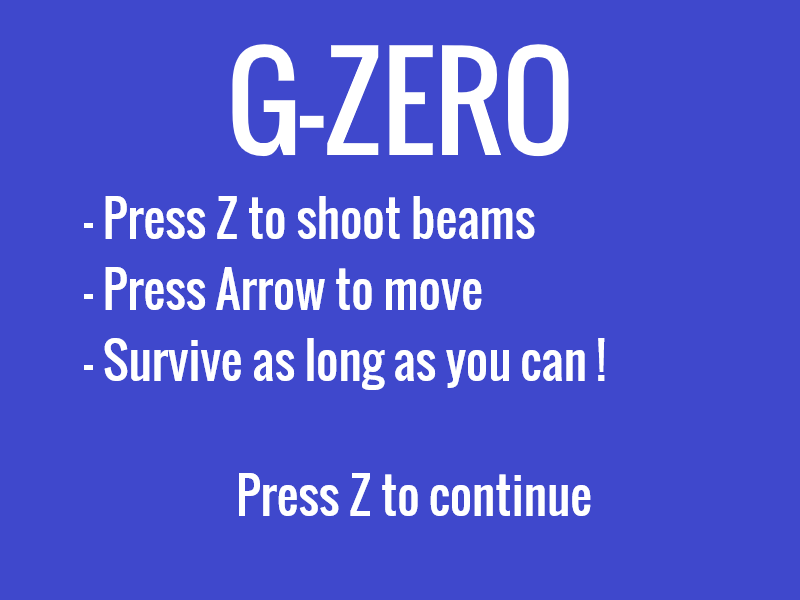 G-ZERO
- Press Z to shoot beams
- Press Arrow to move
- Survive as long as you can !
Press Z to continue